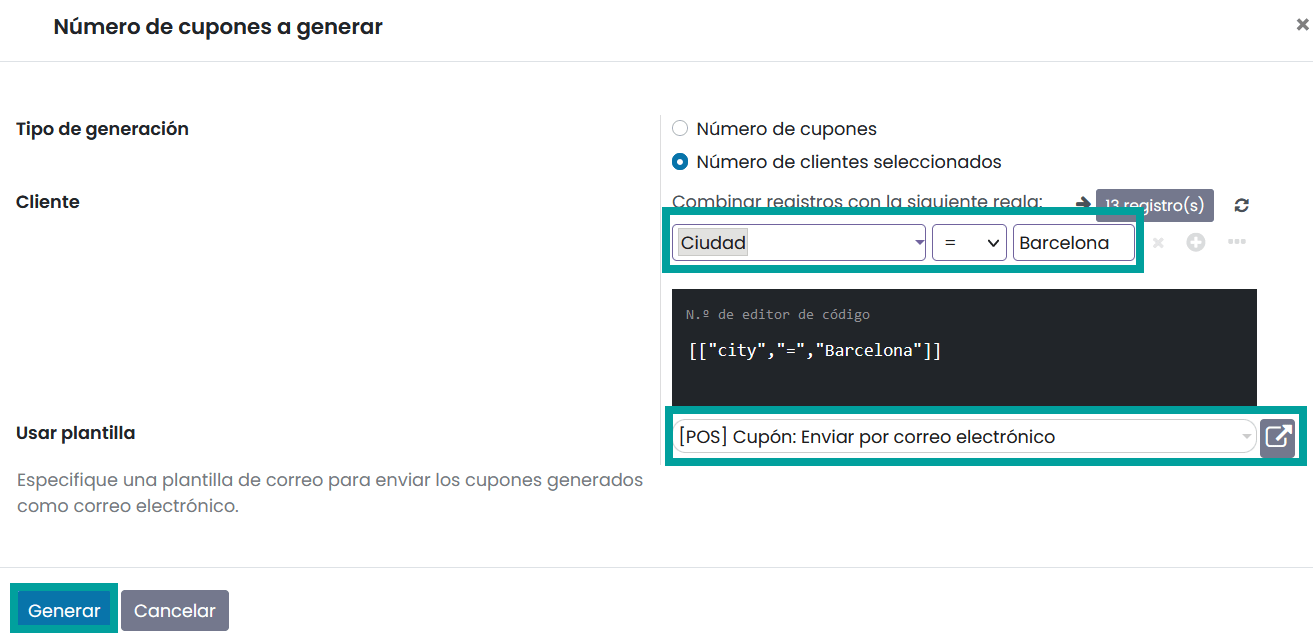 Número de cupones a generar
Tipo de generación
Número de cupones
Número de clientes seleccionados
Cliente
Combinar registros con la siguiente regla:
13 registro(s)
Ciudad
=
Barcelona
N.º de editor de código
[["city","=","Barcelona"]]
Usar plantilla
[POS] Cupón: Enviar por correo electrónico
Especifique una plantilla de correo para enviar los cupones generados
como correo electrónico.
Generar
Cancelar